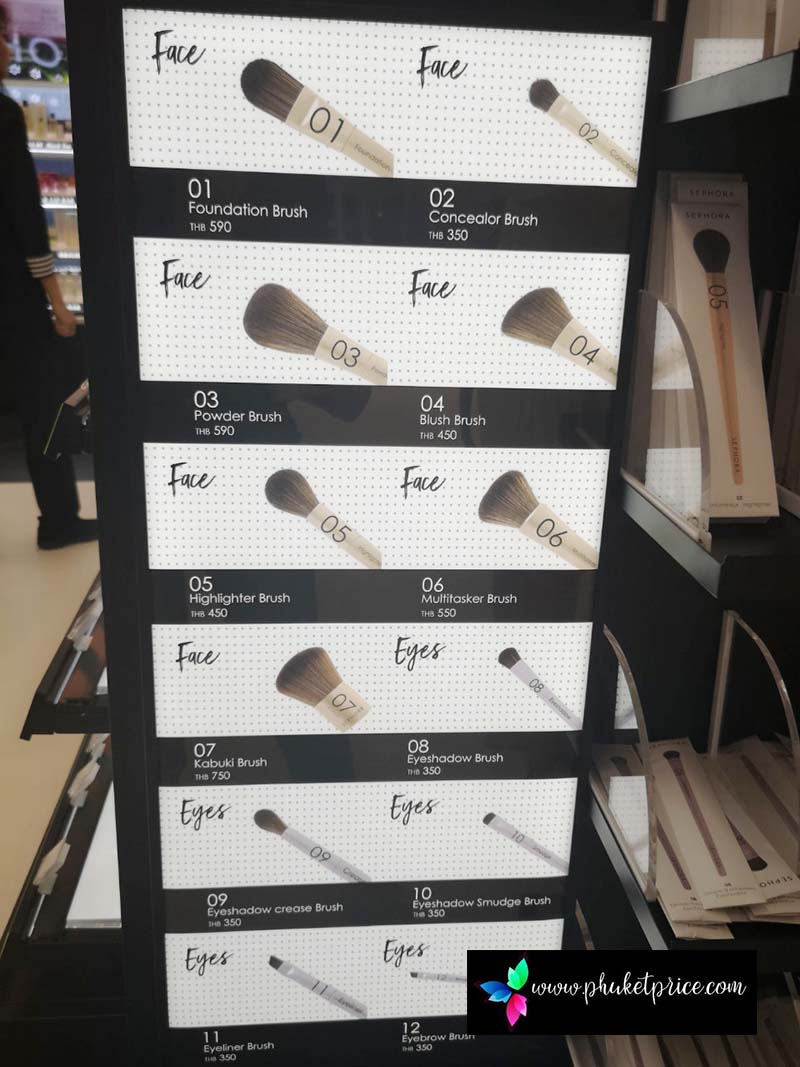 Face
Face
01
Foundation
02
01
Foundation Brush
THB 590
02
Concealor Brush
THB 350
Face
Face
03
04
03
Powder Brush
THB 590
04
Blush Brush
THB 450
SEPHORA
SEPHORA
05
SEPHORA
Face
Face
05
06
05
Highlighter Brush
THB 450
06
Multitasker Brush
THB 550
Face
Eyes
07
08
07
Kabuki Brush
THB 750
08
Eyeshadow Brush
THB 350
Eyes
Eyes
09
10
09
Eyeshadow crease Brush
THB 350
10
Eyeshadow Smudge Brush
THB 350
Eyes
Eyes
11
12
11
Eyeliner Brush
THB 350
12
Eyebrow Brush
THB 350
www.phuketprice.com